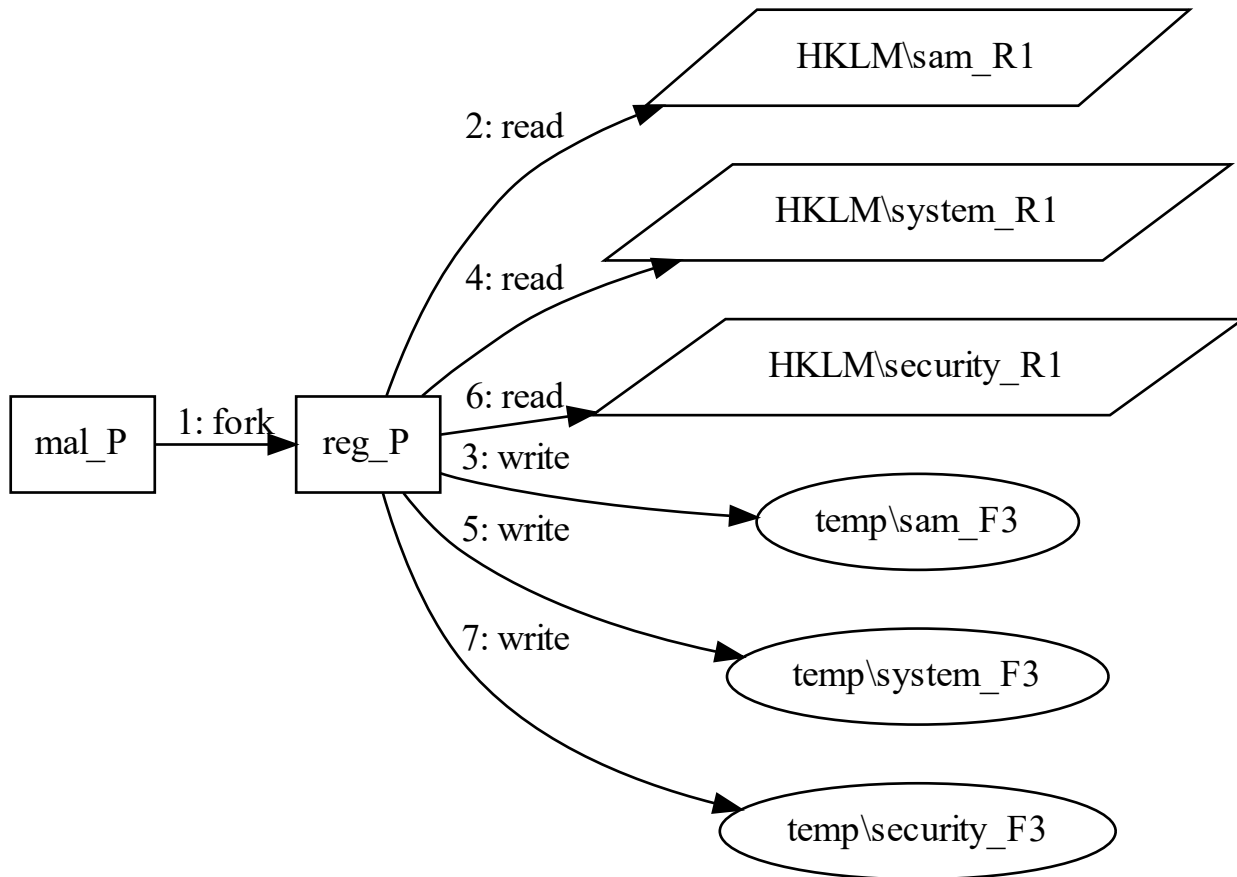 HKLM\sam_R1
2: read
HKLM\system_R1
4: read
HKLM\security_R1
6: read
mal_P
1: fork
reg_P
3: write
temp\sam_F3
5: write
temp\system_F3
7: write
temp\security_F3